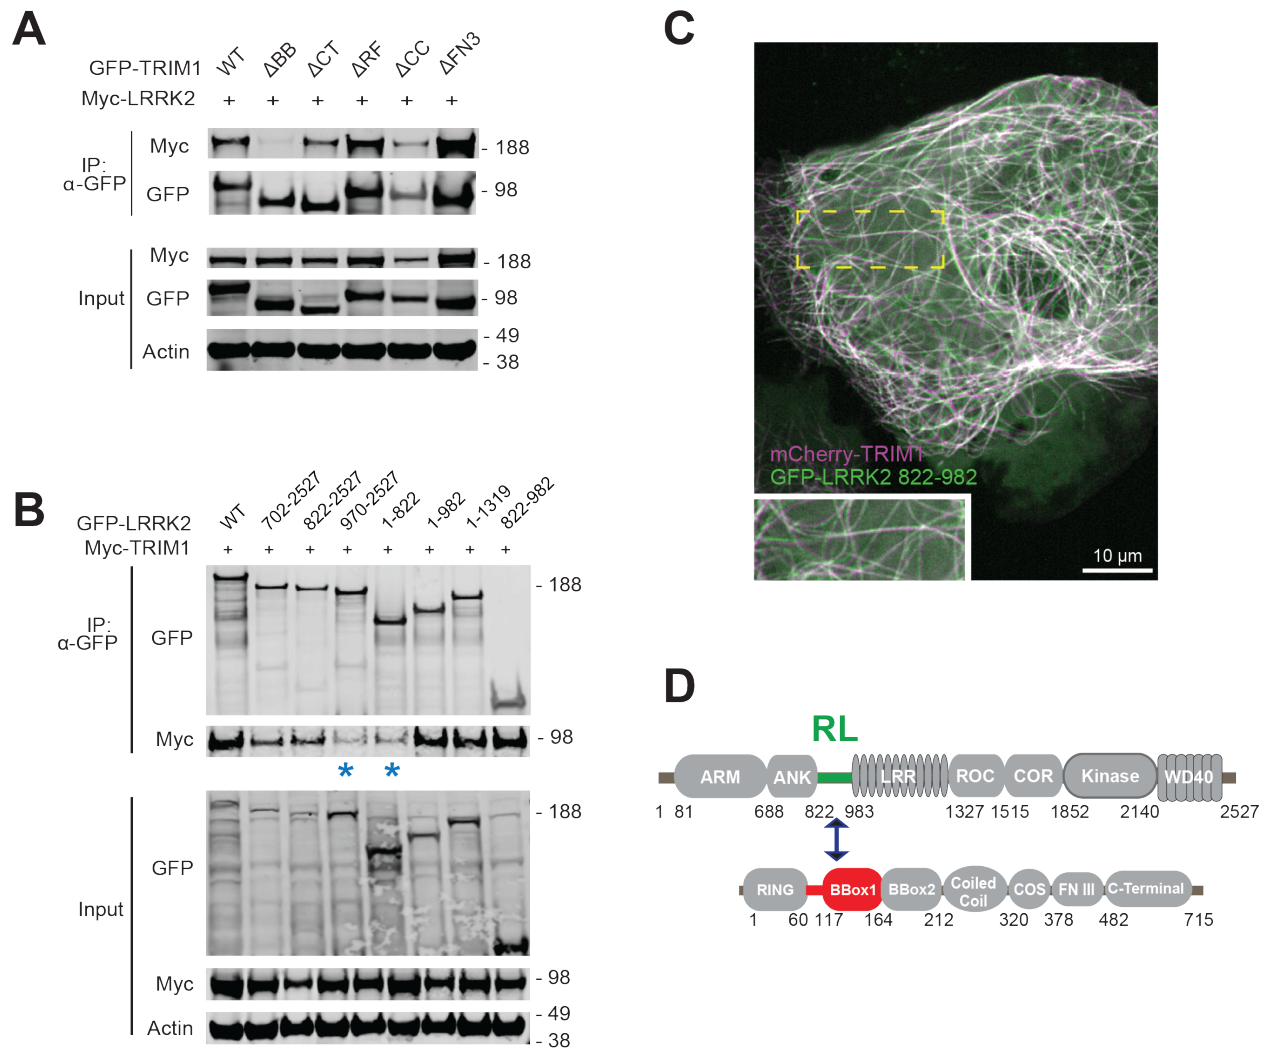 A
GFP-TRIM1 WT ΔBB ΔCT ΔRF ΔCC ΔFN3
Myc-LRRK2 + + + + + +
IP:
α-GFP
Myc - 188
GFP - 98
Input
Myc - 188
GFP - 98
Actin - 49
- 38
B
GFP-LRRK2 WT 702-2527 822-2527 970-2527 1-822 1-982 1-1319 822-982
Myc-TRIM1 + + + + + + + +
IP:
α-GFP
GFP - 188
Myc - 98
* *
Input
GFP - 188
Myc - 98
Actin - 49
- 38
C
mCherry-TRIM1
GFP-LRRK2 822-982
10 μm
D
RL
ARM ANK LRR ROC COR Kinase WD40
1 81 688 822 983 1327 1515 1852 2140 2527
RING BBox1 BBox2 Coiled Coil COS FN III C-Terminal
1 60 117 164 212 320 378 482 715